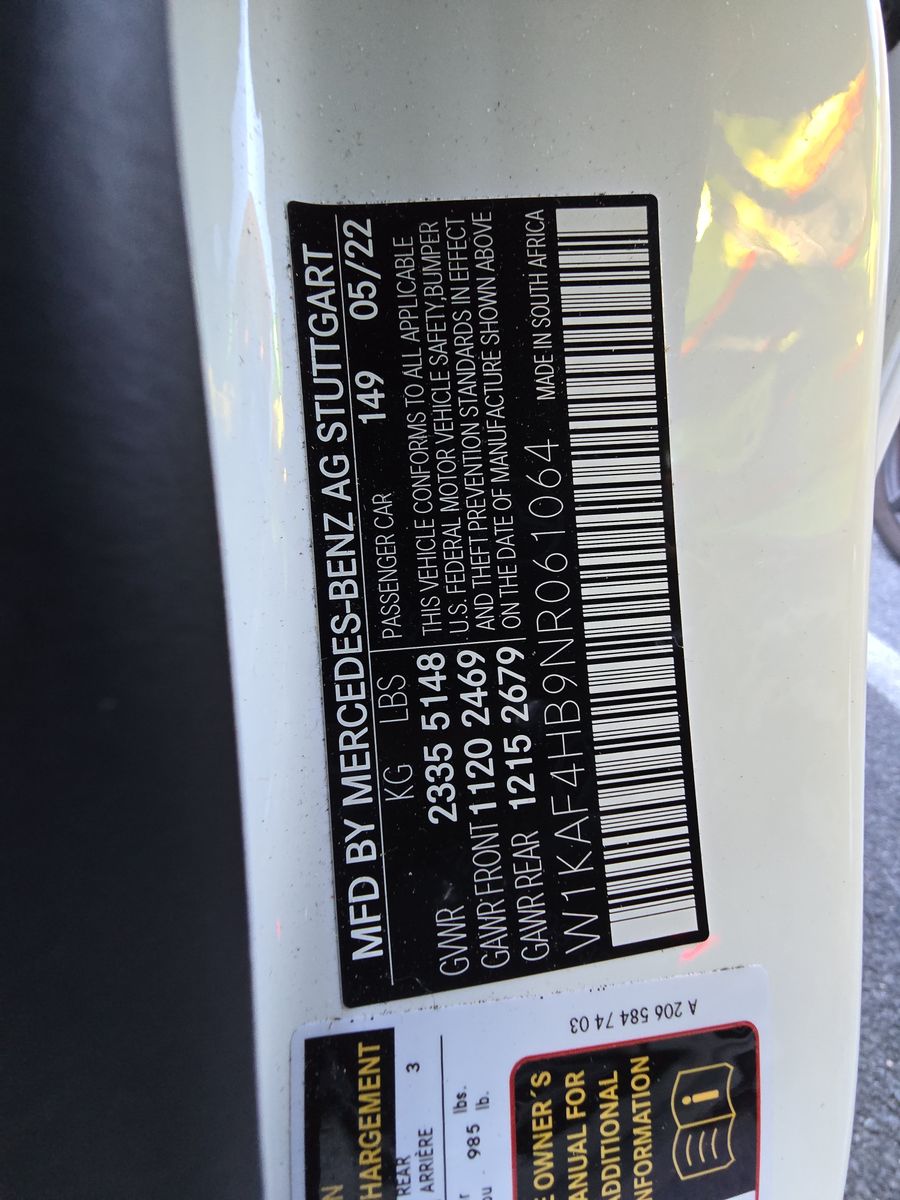 MFD BY MERCEDES-BENZ AG STUTTGART
149 05/22
KG LBS
PASSENGER CAR
GVWR 2335 5148
GAWR FRONT 1120 2469
GAWR REAR 1215 2679
THIS VEHICLE CONFORMS TO ALL APPLICABLE
U.S. FEDERAL MOTOR VEHICLE SAFETY,BUMPER
AND THEFT PREVENTION STANDARDS IN EFFECT
ON THE DATE OF MANUFACTURE SHOWN ABOVE
W1KAF4HB9NR061064 MADE IN SOUTH AFRICA
A 206 584 74 03
HARGEMENT
REAR
ARRIÈRE 3
985 lbs.
lb.
OWNER'S
ANUAL FOR
ADDITIONAL
NFORMATION